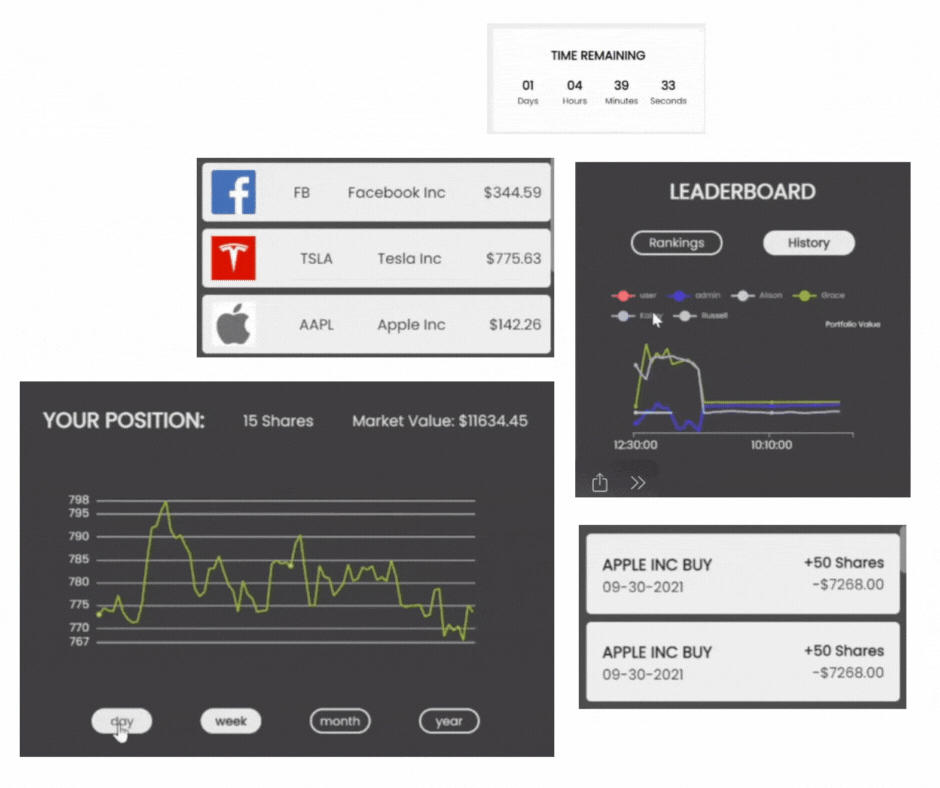 TIME REMAINING
01 04 39 33
Days Hours Minutes Seconds
FB Facebook Inc $344.59
TSLA Tesla Inc $775.63
AAPL Apple Inc $142.26
LEADERBOARD
Rankings History
user admin Alison Grace
Russell
Portfolio Value
12:30:00 10:10:00
YOUR POSITION: 15 Shares Market Value: $11634.45
798
795
790
785
780
775
770
767
day week month year
APPLE INC BUY +50 Shares
09-30-2021 -$7268.00
APPLE INC BUY +50 Shares
09-30-2021 -$7268.00